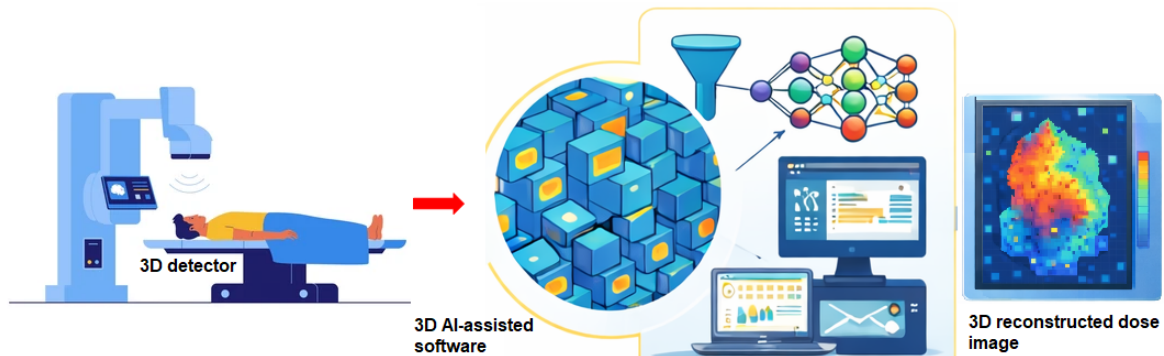 3D detector
3D AI-assisted
software
3D reconstructed dose
image